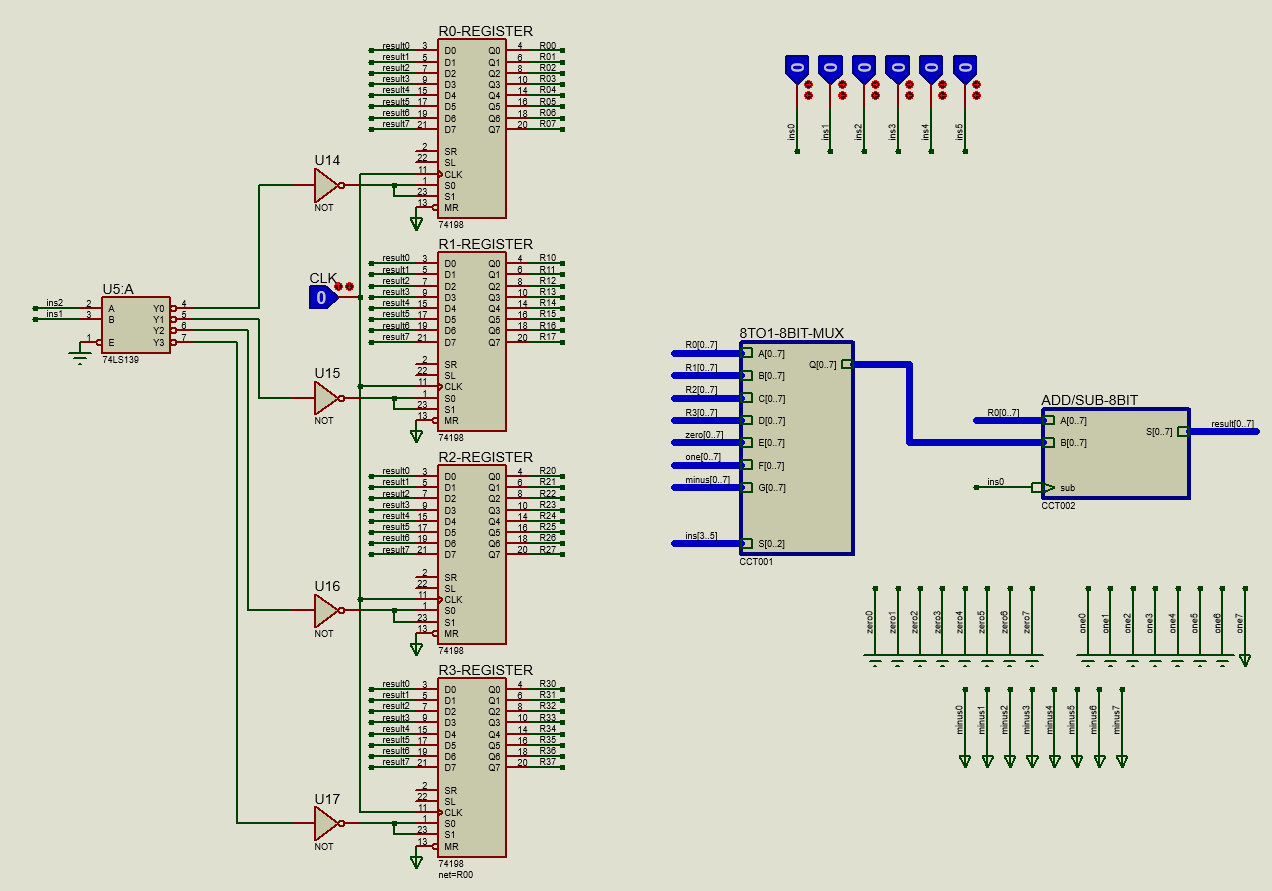 R0-REGISTER
result0 3 D0 Q0 4 R00
result1 5 D1 Q1 6 R01
result2 7 D2 Q2 8 R02
result3 9 D3 Q3 10 R03
result4 15 D4 Q4 14 R04
result5 17 D5 Q5 16 R05
result6 19 D6 Q6 18 R06
result7 21 D7 Q7 20 R07
2 SR
22 SL
11 CLK
1 S0
23 S1
13 MR
74198
U14
NOT
0 0 0 0 0 0
ins0 ins1 ins2 ins3 ins4 ins5
R1-REGISTER
result0 3 D0 Q0 4 R10
result1 5 D1 Q1 6 R11
result2 7 D2 Q2 8 R12
result3 9 D3 Q3 10 R13
result4 15 D4 Q4 14 R14
result5 17 D5 Q5 16 R15
result6 19 D6 Q6 18 R16
result7 21 D7 Q7 20 R17
2 SR
22 SL
11 CLK
1 S0
23 S1
13 MR
74198
CLK
0
U5:A
ins2 2 A Y0 4
ins1 3 B Y1 5
Y2 6
1 E Y3 7
74LS139
U15
NOT
8TO1-8BIT-MUX
R0[0..7] A[0..7] Q[0..7]
R1[0..7] B[0..7]
R2[0..7] C[0..7]
R3[0..7] D[0..7]
zero[0..7] E[0..7]
one[0..7] F[0..7]
minus[0..7] G[0..7]
ins[3..5] S[0..2]
CCT001
ADD/SUB-8BIT
R0[0..7] A[0..7] S[0..7] result[0..7]
B[0..7]
ins0 sub
CCT002
R2-REGISTER
result0 3 D0 Q0 4 R20
result1 5 D1 Q1 6 R21
result2 7 D2 Q2 8 R22
result3 9 D3 Q3 10 R23
result4 15 D4 Q4 14 R24
result5 17 D5 Q5 16 R25
result6 19 D6 Q6 18 R26
result7 21 D7 Q7 20 R27
2 SR
22 SL
11 CLK
1 S0
23 S1
13 MR
74198
U16
NOT
zero0 zero1 zero2 zero3 zero4 zero5 zero6 zero7
one0 one1 one2 one3 one4 one5 one6 one7
minus0 minus1 minus2 minus3 minus4 minus5 minus6 minus7
R3-REGISTER
result0 3 D0 Q0 4 R30
result1 5 D1 Q1 6 R31
result2 7 D2 Q2 8 R32
result3 9 D3 Q3 10 R33
result4 15 D4 Q4 14 R34
result5 17 D5 Q5 16 R35
result6 19 D6 Q6 18 R36
result7 21 D7 Q7 20 R37
2 SR
22 SL
11 CLK
1 S0
23 S1
13 MR
74198
net=R00
U17
NOT